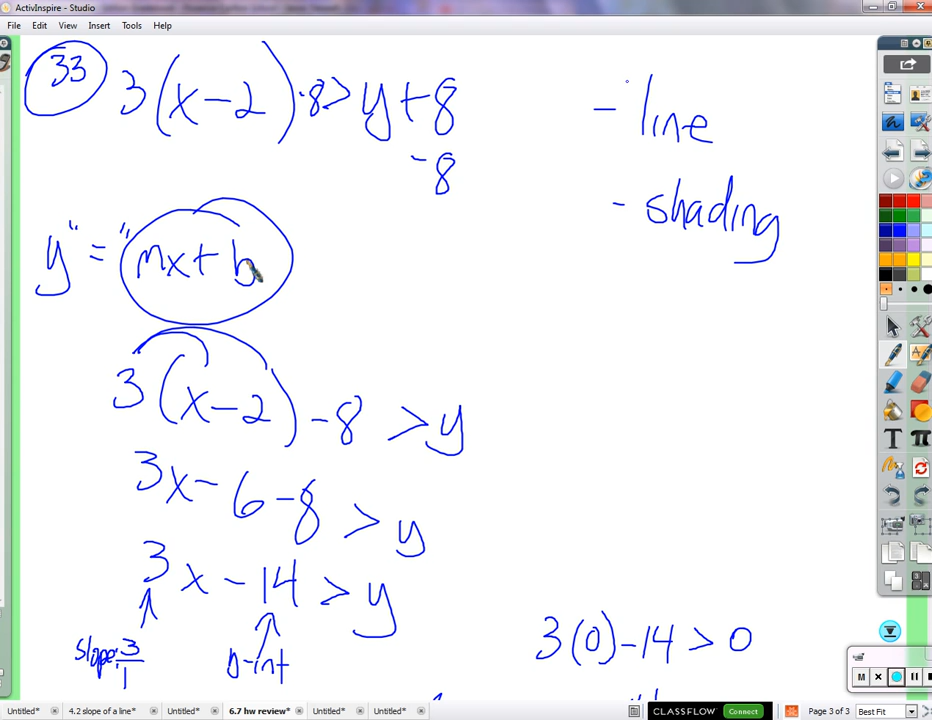 ActivInspire - Studio
File Edit View Insert Tools Help
33
3(x-2)·8>y+8
-8
- line
- shading
y"="mx+b
3(x-2)-8>y
3x-6-8>y
3x-14>y
slope: 3/1
y-int
3(0)-14>0
Untitled* 4.2 slope of a line* Untitled* 6.7 hw review* Untitled* Untitled* CLASSFLOW Connect Page 3 of 3 Best Fit